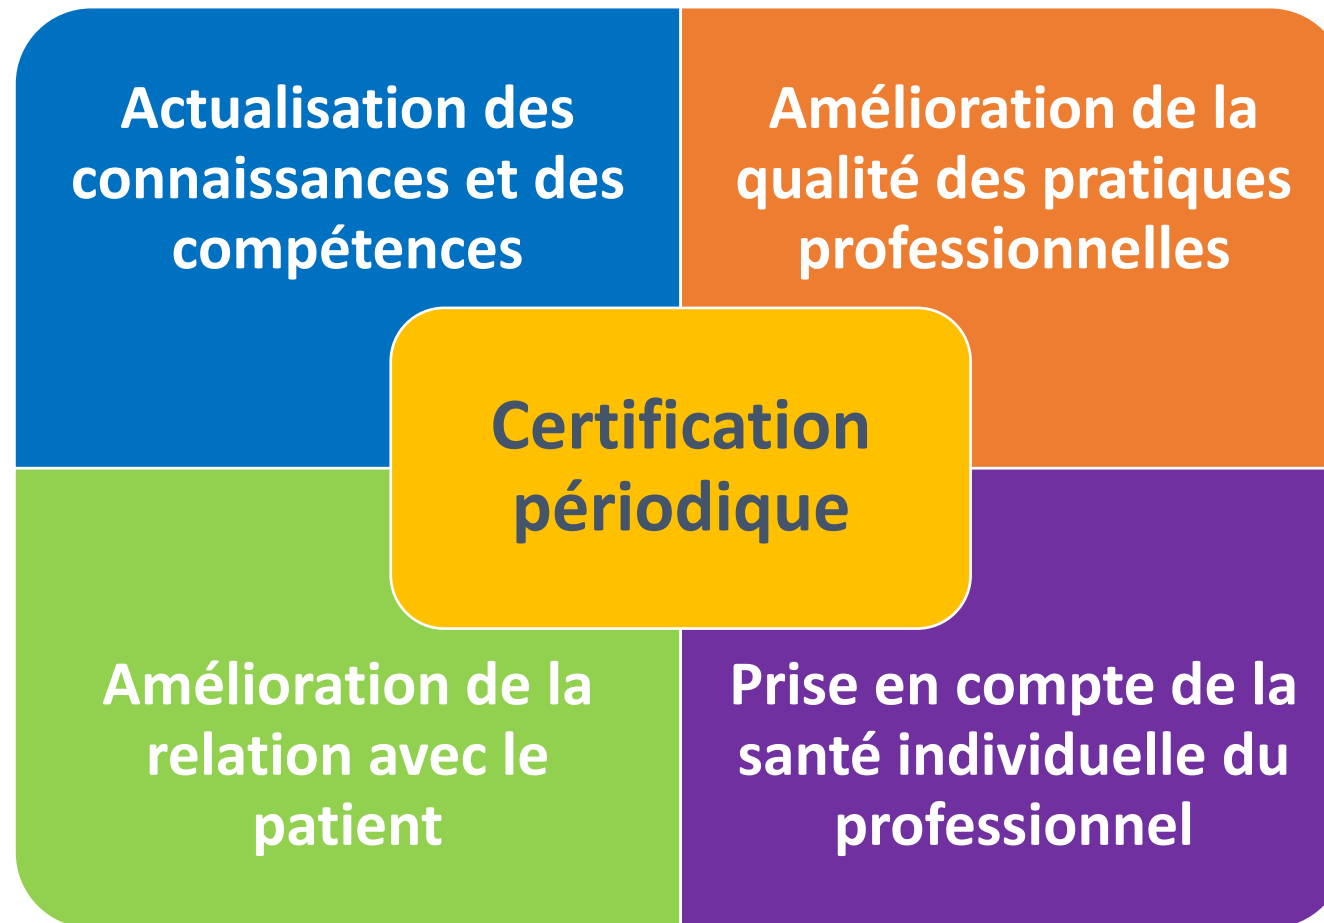 Actualisation des
connaissances et des
compétences
Amélioration de la
qualité des pratiques
professionnelles
Certification
périodique
Amélioration de la
relation avec le
patient
Prise en compte de la
santé individuelle du
professionnel